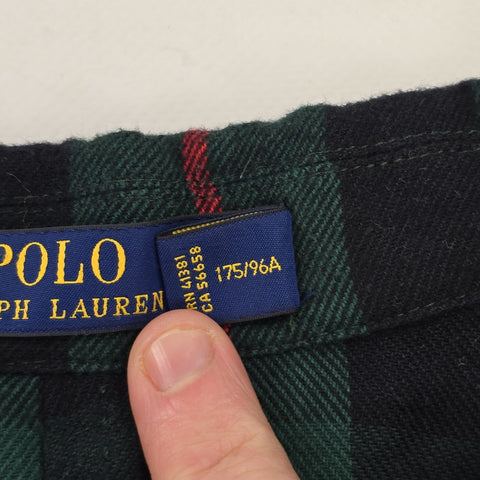 POLO
PH LAUREN
RN 41381
CA 56658
175/96A